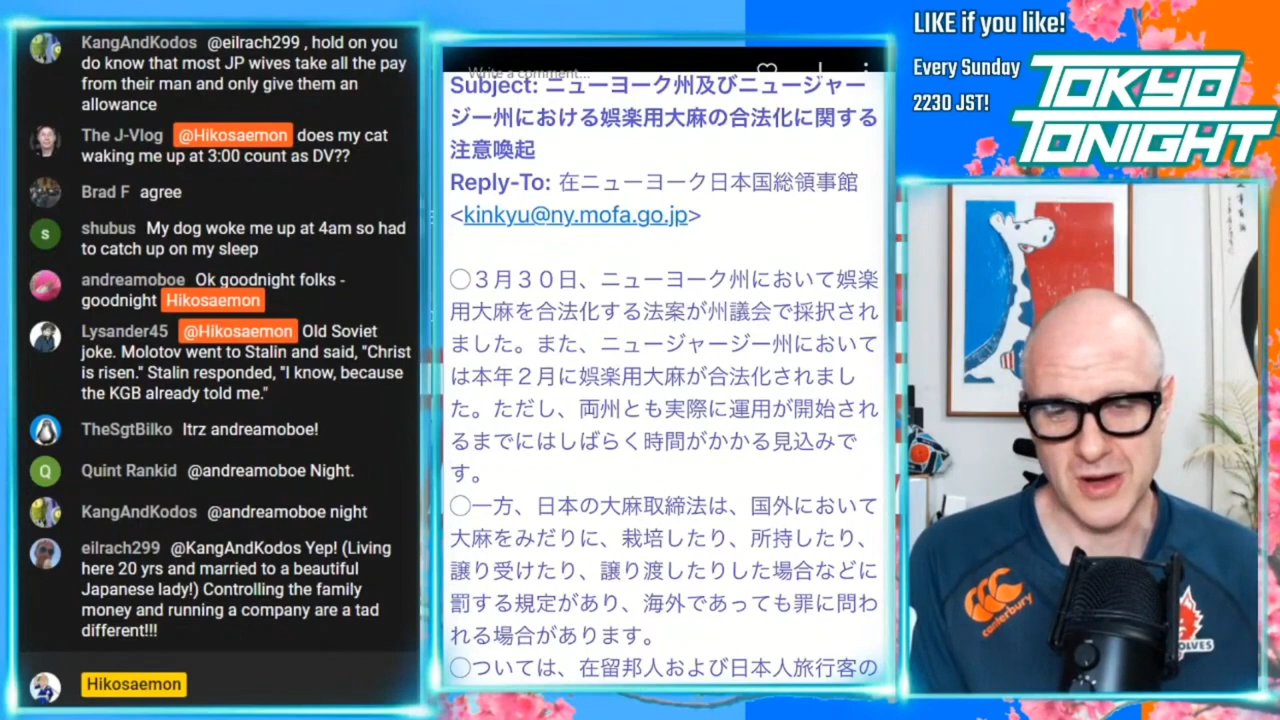 KangAndKodos @eilrach299 , hold on you
do know that most JP wives take all the pay
from their man and only give them an
allowance
The J-Vlog @Hikosaemon does my cat
waking me up at 3:00 count as DV??
Brad F agree
s
shubus My dog woke me up at 4am so had
to catch up on my sleep
andreamoboe Ok goodnight folks -
goodnight Hikosaemon
Lysander45 @Hikosaemon Old Soviet
joke. Molotov went to Stalin and said, "Christ
is risen." Stalin responded, "I know, because
the KGB already told me."
TheSgtBilko Itrz andreamoboe!
Q
Quint Rankid @andreamoboe Night.
KangAndKodos @andreamoboe night
eilrach299 @KangAndKodos Yep! (Living
here 20 yrs and married to a beautiful
Japanese lady!) Controlling the family
money and running a company are a tad
different!!!
Hikosaemon
Write a comment...
Subject: ニューヨーク州及びニュージャー
ジー州における娯楽用大麻の合法化に関する
注意喚起
Reply-To: 在ニューヨーク日本国総領事館
<kinkyu@ny.mofa.go.jp>
◯３月３０日、ニューヨーク州において娯楽
用大麻を合法化する法案が州議会で採択され
ました。また、ニュージャージー州において
は本年２月に娯楽用大麻が合法化されまし
た。ただし、両州とも実際に運用が開始され
るまでにはしばらく時間がかかる見込みで
す。
◯一方、日本の大麻取締法は、国外において
大麻をみだりに、栽培したり、所持したり、
譲り受けたり、譲り渡したりした場合などに
罰する規定があり、海外であっても罪に問わ
れる場合があります。
◯ついては、在留邦人および日本人旅行客の
LIKE if you like!
Every Sunday
2230 JST!
TOKYO
TONIGHT
canterbury